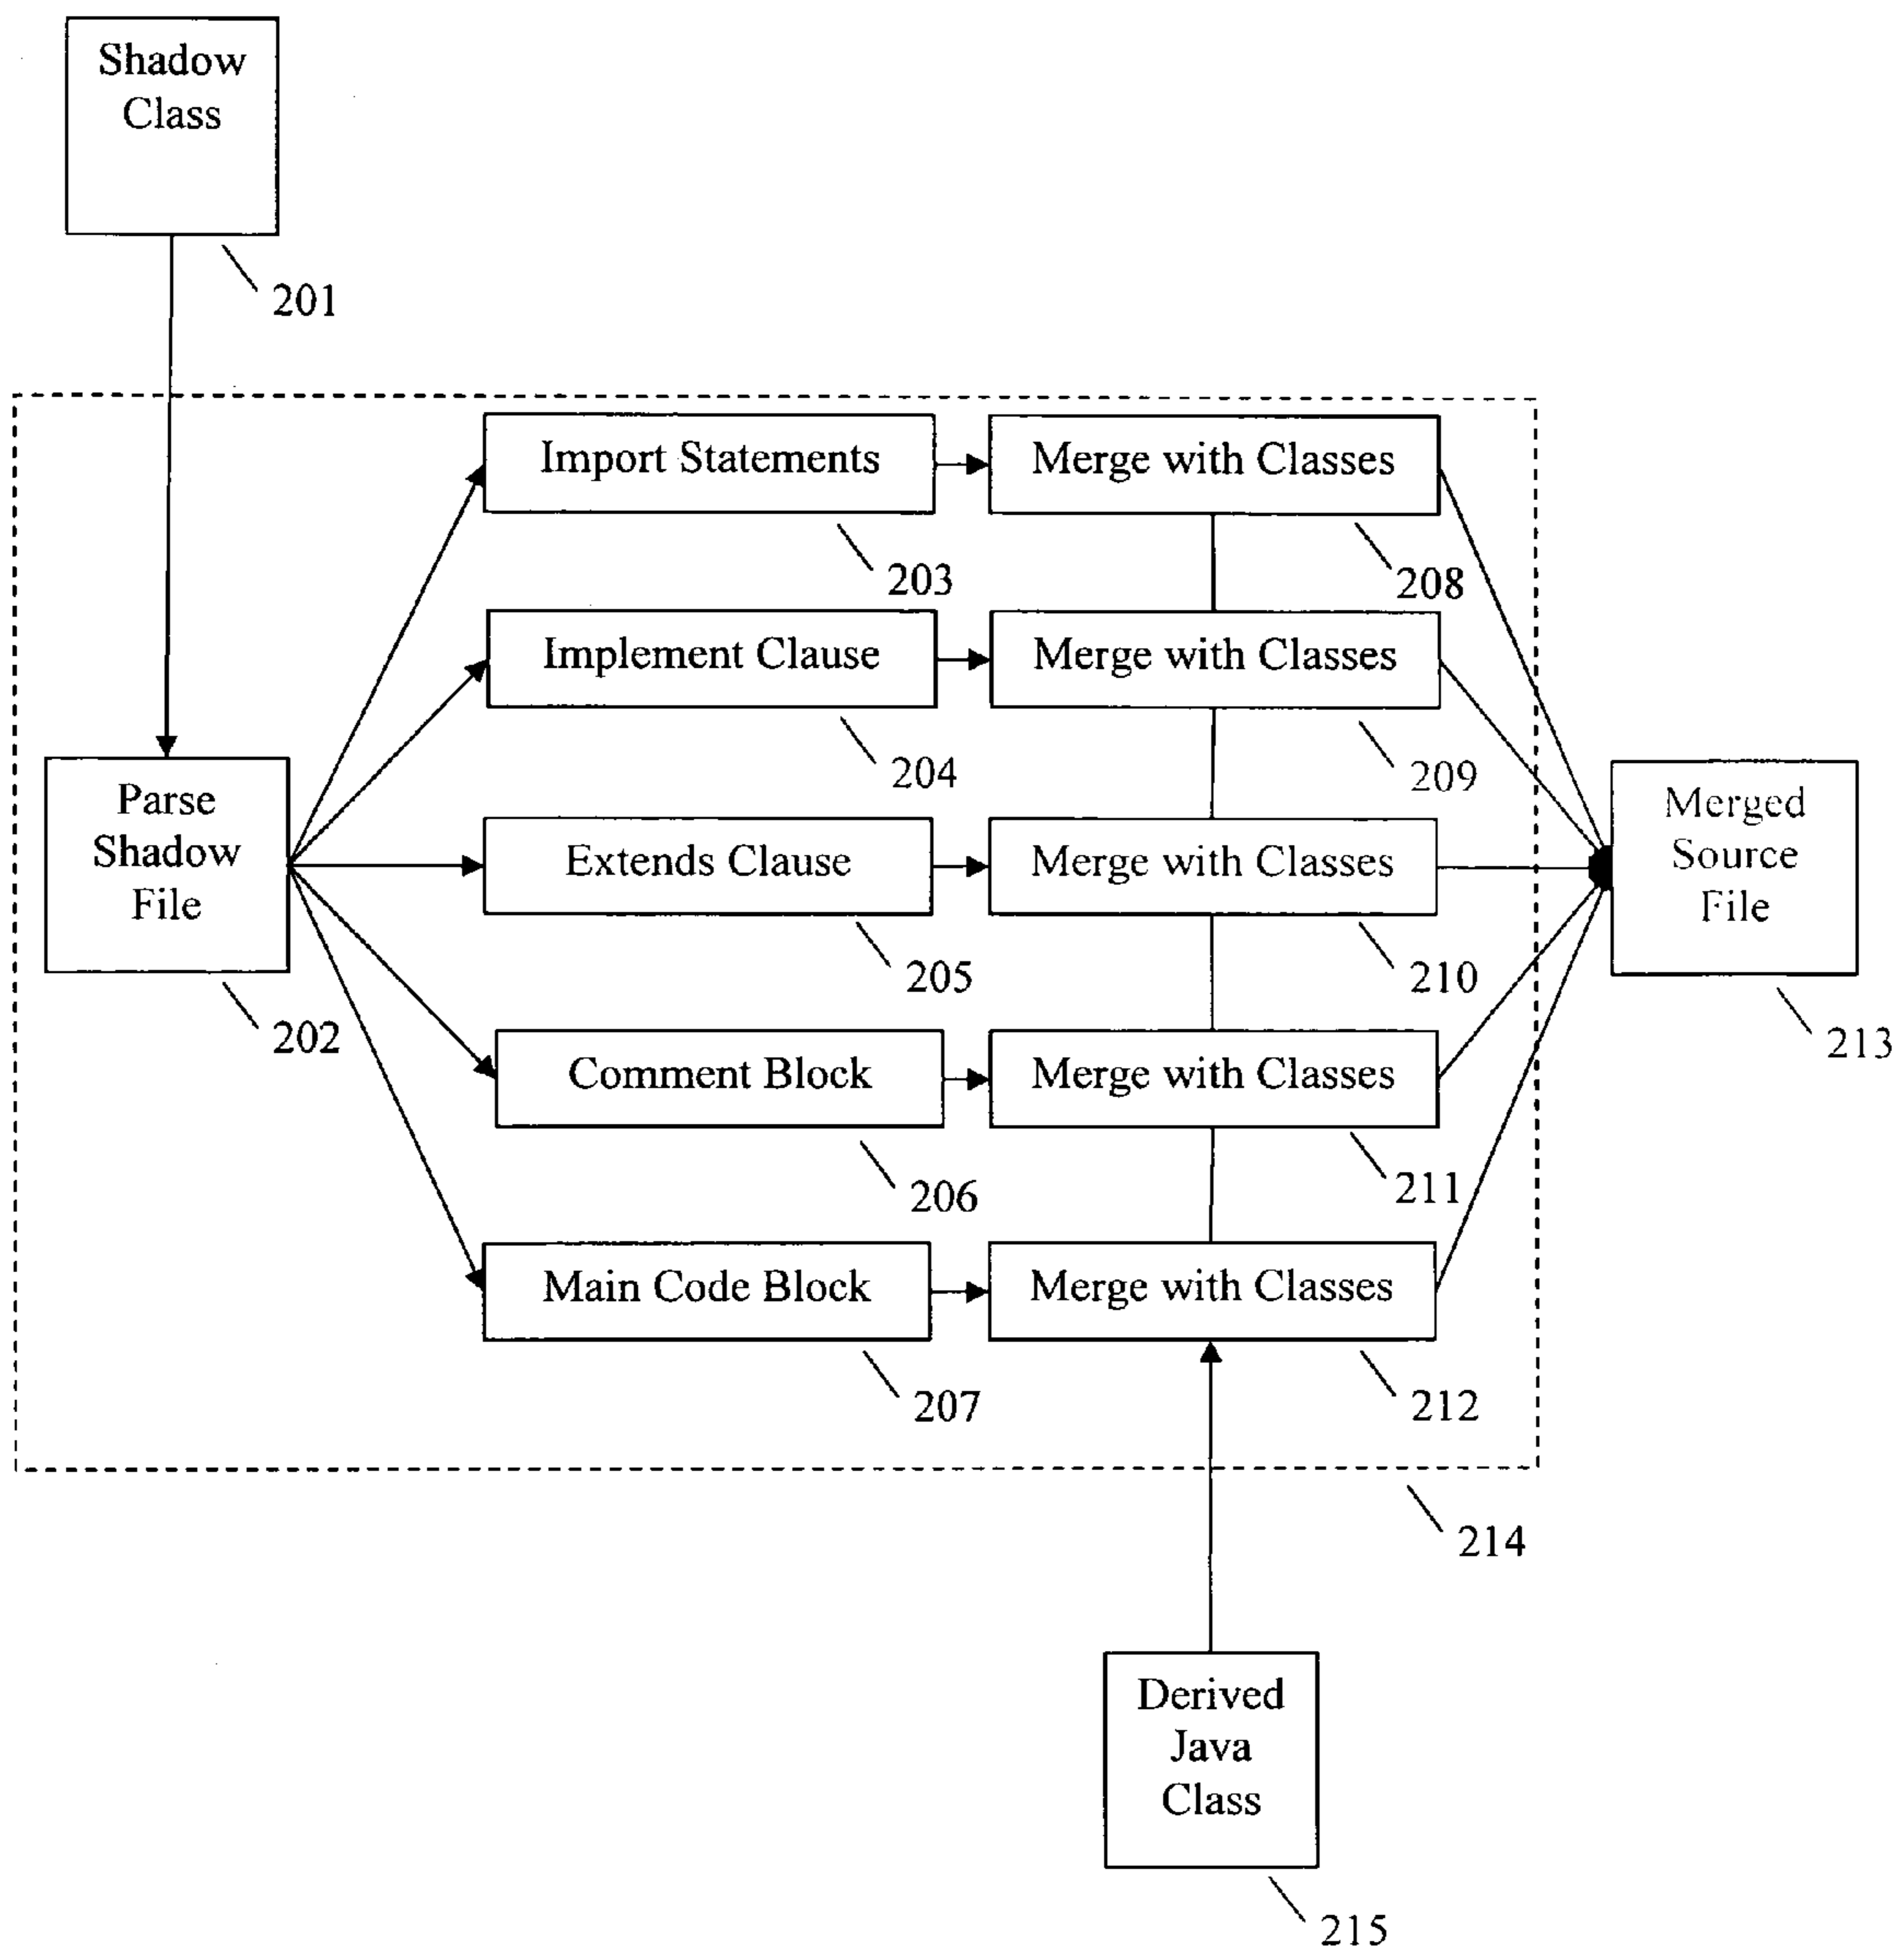 Shadow
Class
201
Import Statements
Merge with Classes
203
208
Implement Clause
Merge with Classes
204
209
Parse
Shadow
File
202
Extends Clause
Merge with Classes
205
210
Merged
Source
File
213
Comment Block
Merge with Classes
206
211
Main Code Block
Merge with Classes
207
212
214
Derived
Java
Class
215